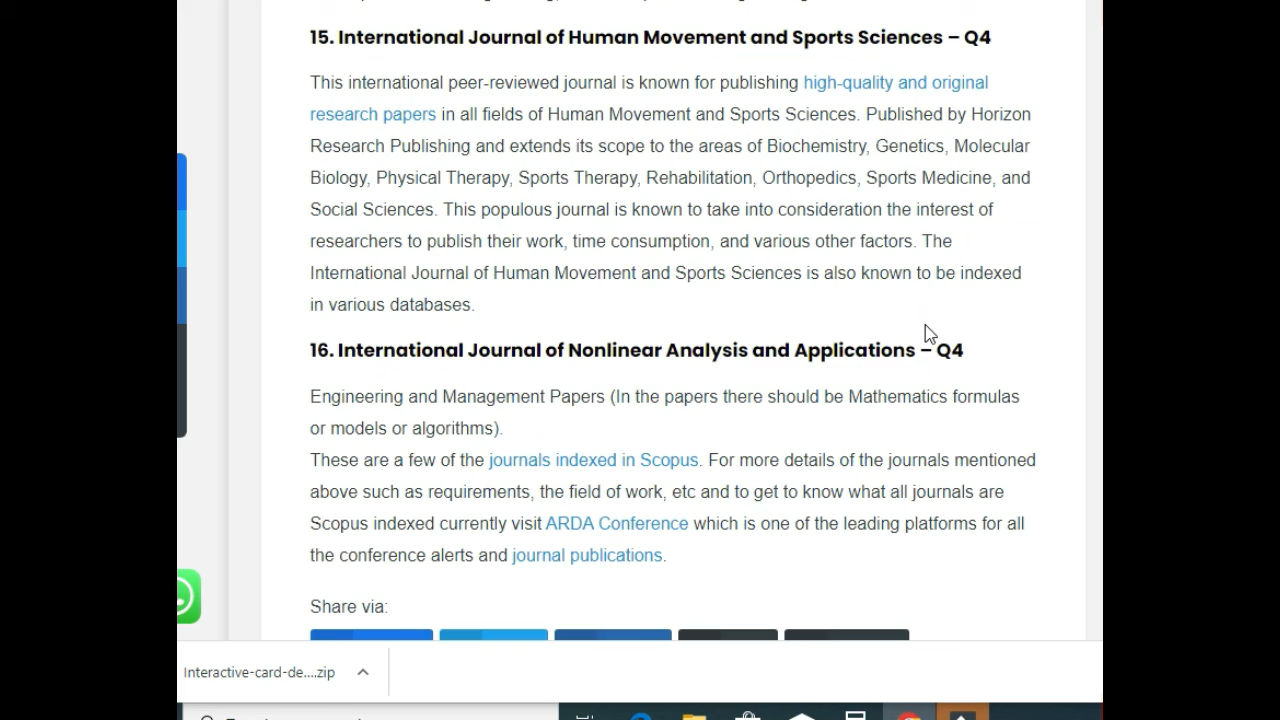 15. International Journal of Human Movement and Sports Sciences – Q4
This international peer-reviewed journal is known for publishing high-quality and original
research papers in all fields of Human Movement and Sports Sciences. Published by Horizon
Research Publishing and extends its scope to the areas of Biochemistry, Genetics, Molecular
Biology, Physical Therapy, Sports Therapy, Rehabilitation, Orthopedics, Sports Medicine, and
Social Sciences. This populous journal is known to take into consideration the interest of
researchers to publish their work, time consumption, and various other factors. The
International Journal of Human Movement and Sports Sciences is also known to be indexed
in various databases.
16. International Journal of Nonlinear Analysis and Applications – Q4
Engineering and Management Papers (In the papers there should be Mathematics formulas
or models or algorithms).
These are a few of the journals indexed in Scopus. For more details of the journals mentioned
above such as requirements, the field of work, etc and to get to know what all journals are
Scopus indexed currently visit ARDA Conference which is one of the leading platforms for all
the conference alerts and journal publications.
Share via:
Interactive-card-de....zip